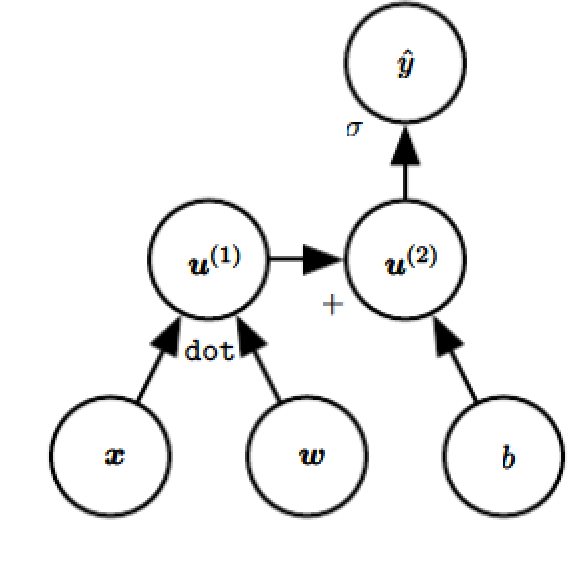 ŷ
σ
u(1)
u(2)
+
dot
x
w
b